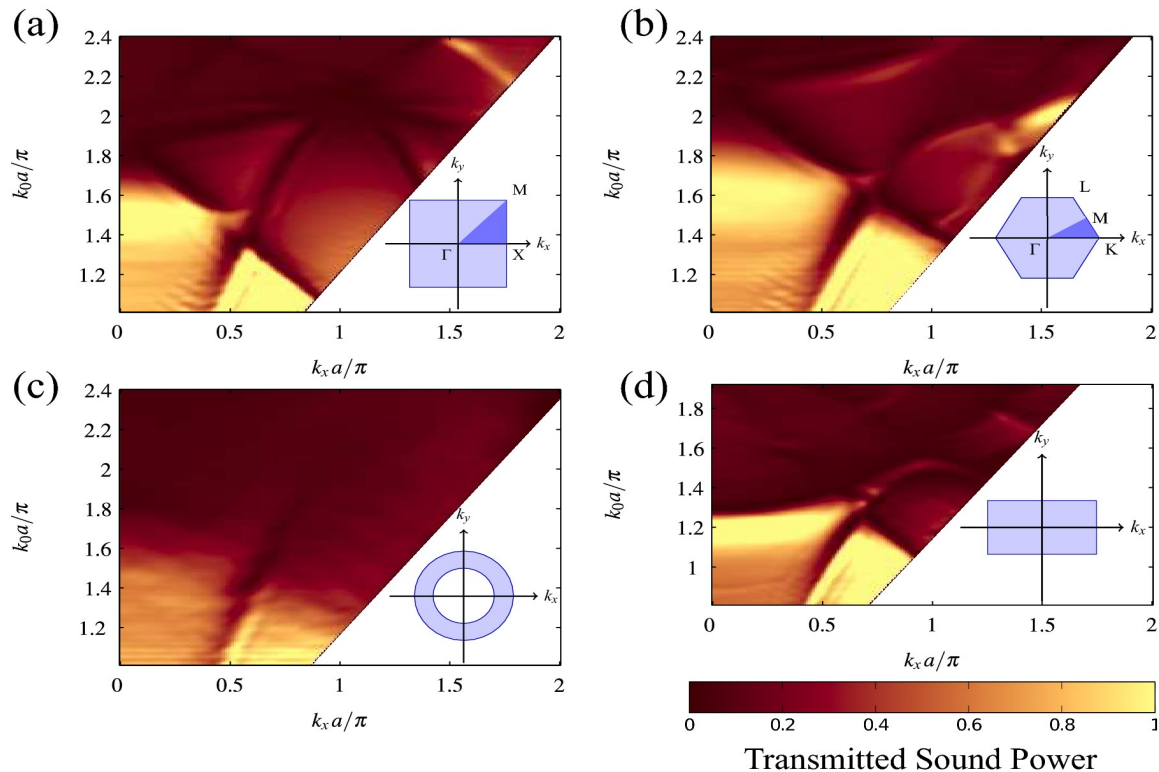 (a)
2.4
2.2
2
1.8
1.6
1.4
1.2
k₀a/π
0 0.5 1 1.5 2
kₓa/π
k_y
M
Γ
X
kₓ
(b)
2.4
2.2
2
1.8
1.6
1.4
1.2
k₀a/π
0 0.5 1 1.5 2
kₓa/π
k_y
L
M
Γ
K
kₓ
(c)
2.4
2.2
2
1.8
1.6
1.4
1.2
k₀a/π
0 0.5 1 1.5 2
kₓa/π
k_y
kₓ
(d)
1.8
1.6
1.4
1.2
1
k₀a/π
0 0.5 1 1.5 2
kₓa/π
k_y
kₓ
0 0.2 0.4 0.6 0.8 1
Transmitted Sound Power